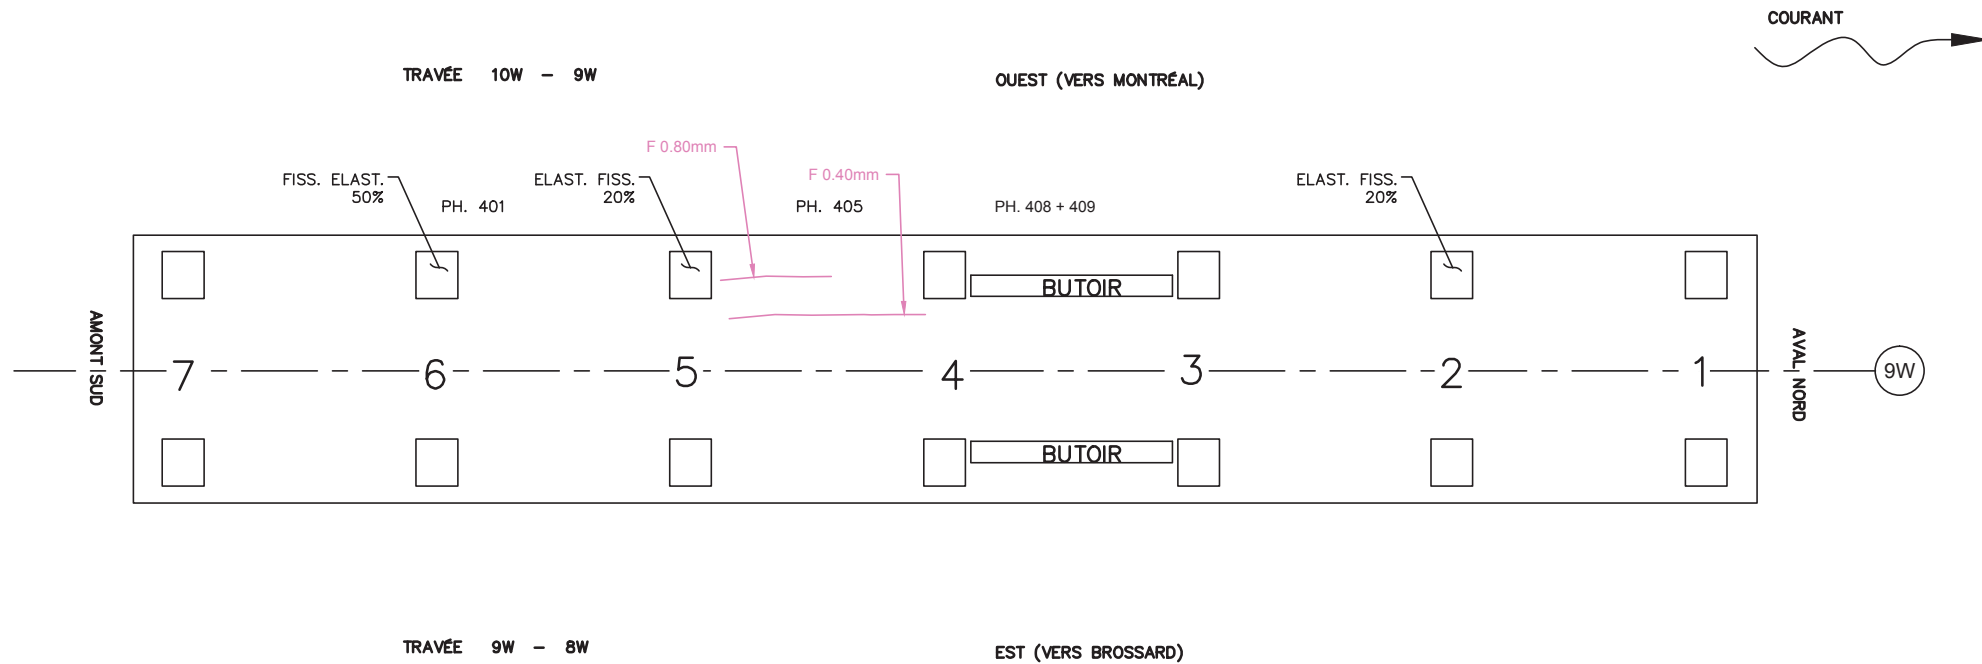 COURANT
TRAVÉE 10W - 9W
OUEST (VERS MONTRÉAL)
F 0.80mm
F 0.40mm
FISS. ELAST.
50%
PH. 401
ELAST. FISS.
20%
PH. 405
PH. 408 + 409
ELAST. FISS.
20%
BUTOIR
AMONT SUD
7
6
5
4
3
2
1
AVAL NORD
9W
BUTOIR
TRAVÉE 9W - 8W
EST (VERS BROSSARD)